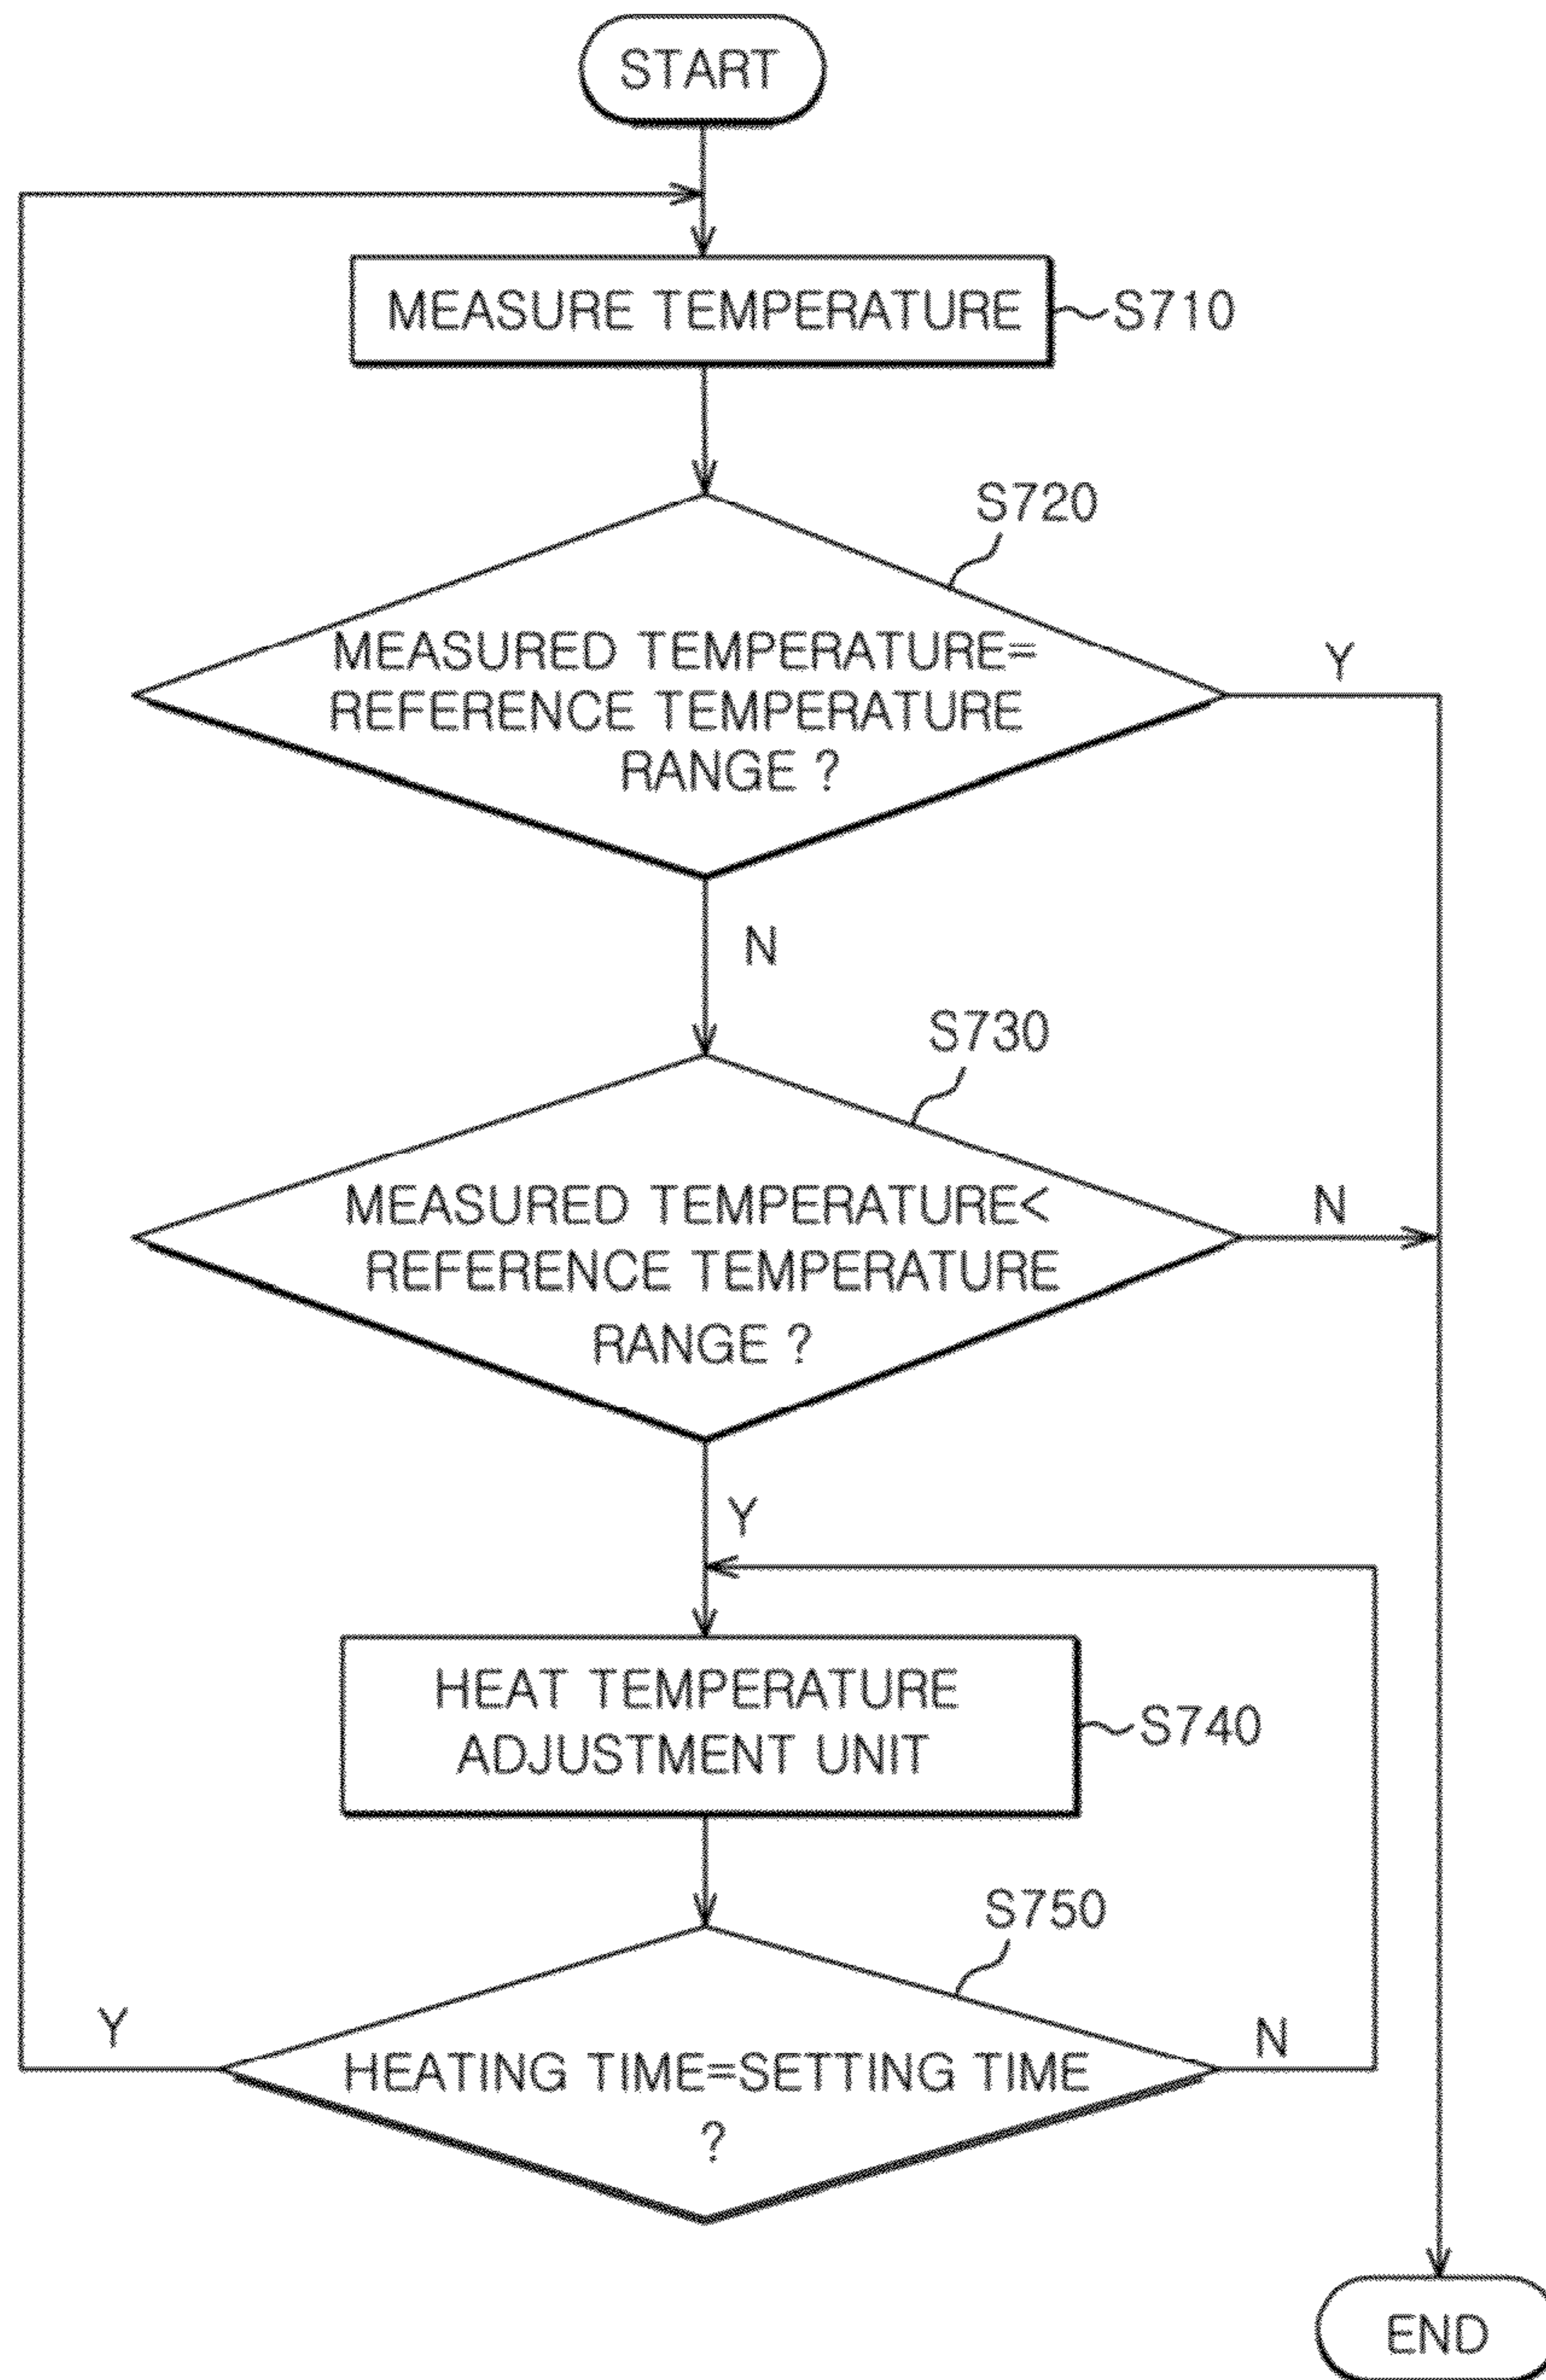 START
MEASURE TEMPERATURE
S710
S720
MEASURED TEMPERATURE=
REFERENCE TEMPERATURE
RANGE ?
Y
N
S730
MEASURED TEMPERATURE<
REFERENCE TEMPERATURE
RANGE ?
N
Y
HEAT TEMPERATURE
ADJUSTMENT UNIT
S740
S750
Y
HEATING TIME=SETTING TIME
?
N
END